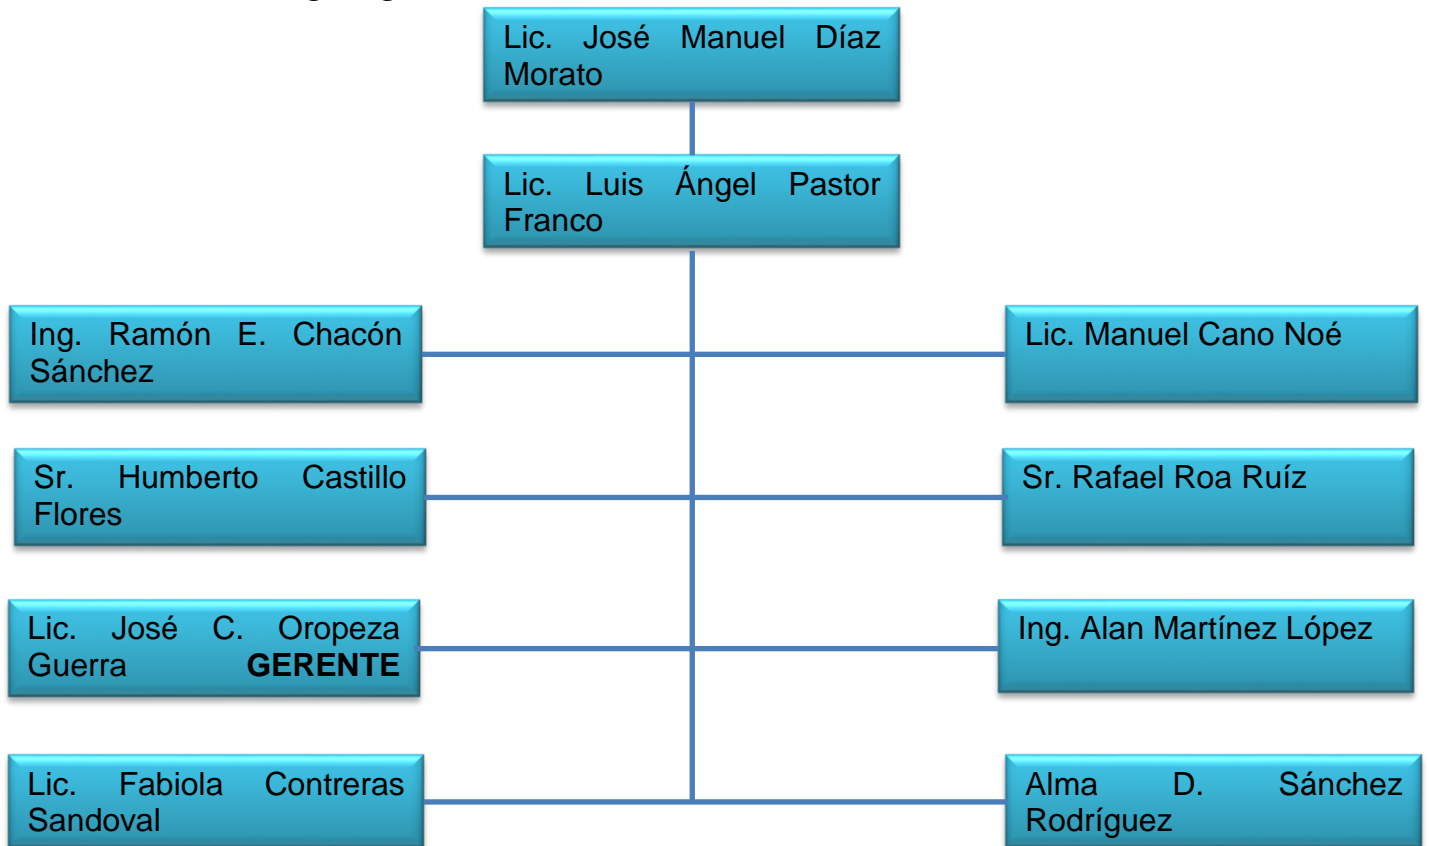 Lic. José Manuel Díaz
Morato
Lic. Luis Ángel Pastor
Franco
Ing. Ramón E. Chacón
Sánchez
Lic. Manuel Cano Noé
Sr. Humberto Castillo
Flores
Sr. Rafael Roa Ruíz
Lic. José C. Oropeza
Guerra GERENTE
Ing. Alan Martínez López
Lic. Fabiola Contreras
Sandoval
Alma D. Sánchez
Rodríguez